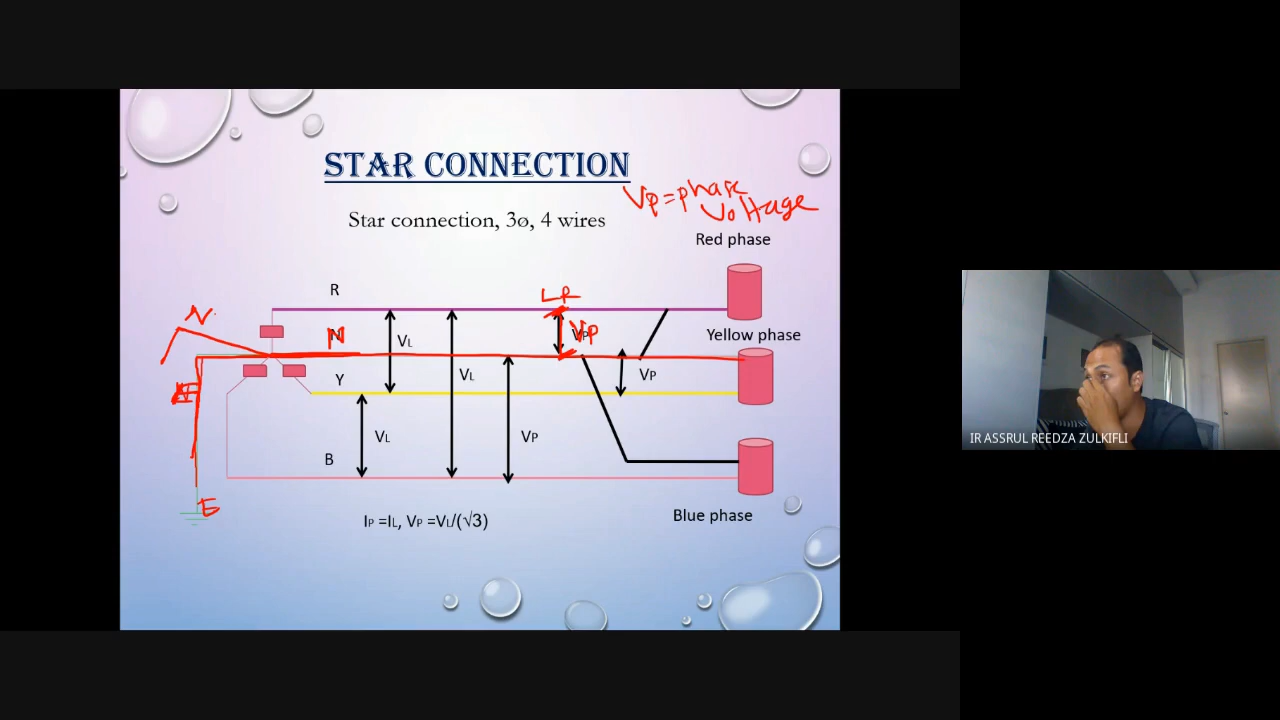 STAR CONNECTION
Star connection, 3ø, 4 wires
Vp = phase
Voltage
Red phase
R
LR
N
N
VL
Vp
Yellow phase
Y
VL
VP
VL
VP
B
E
Blue phase
IP =IL, VP =VL/(√3)
IR ASSRUL REEDZA ZULKIFLI